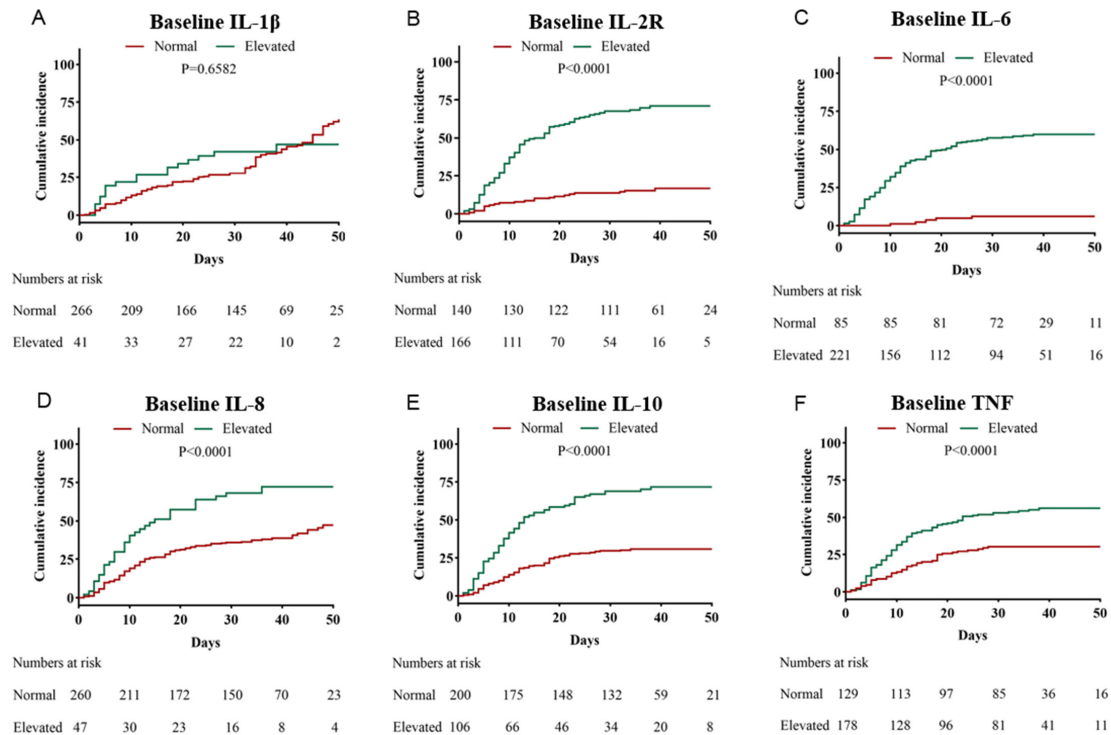 A
Baseline IL-1β
Normal Elevated
P=0.6582
Cumulative incidence
100
75
50
25
0
0 10 20 30 40 50
Days
Numbers at risk
Normal 266 209 166 145 69 25
Elevated 41 33 27 22 10 2
B
Baseline IL-2R
Normal Elevated
P<0.0001
Cumulative incidence
100
75
50
25
0
0 10 20 30 40 50
Days
Numbers at risk
Normal 140 130 122 111 61 24
Elevated 166 111 70 54 16 5
C
Baseline IL-6
Normal Elevated
P<0.0001
Cumulative incidence
100
75
50
25
0
0 10 20 30 40 50
Days
Numbers at risk
Normal 85 85 81 72 29 11
Elevated 221 156 112 94 51 16
D
Baseline IL-8
Normal Elevated
P<0.0001
Cumulative incidence
100
75
50
25
0
0 10 20 30 40 50
Days
Numbers at risk
Normal 260 211 172 150 70 23
Elevated 47 30 23 16 8 4
E
Baseline IL-10
Normal Elevated
P<0.0001
Cumulative incidence
100
75
50
25
0
0 10 20 30 40 50
Days
Numbers at risk
Normal 200 175 148 132 59 21
Elevated 106 66 46 34 20 8
F
Baseline TNF
Normal Elevated
P<0.0001
Cumulative incidence
100
75
50
25
0
0 10 20 30 40 50
Days
Numbers at risk
Normal 129 113 97 85 36 16
Elevated 178 128 96 81 41 11